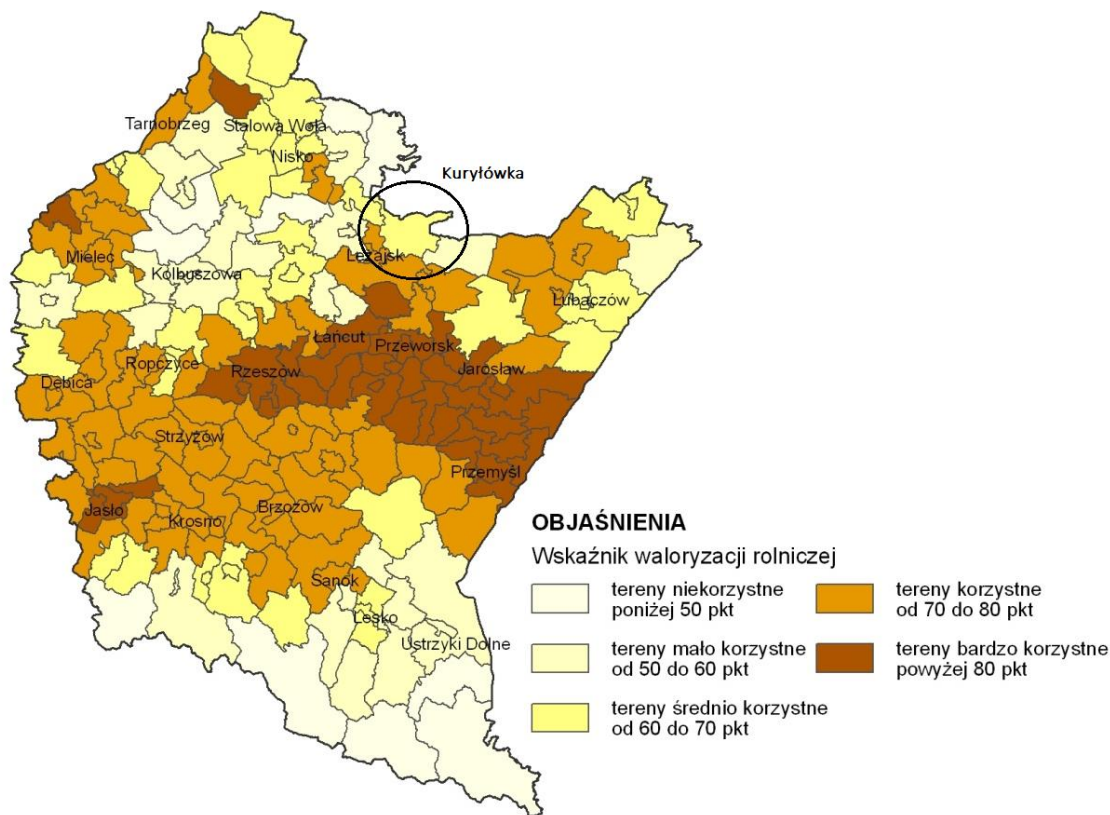 Tarnobrzeg
Stalowa Wola
Nisko
Kuryłówka
Leżajsk
Mielec
Kolbuszowa
Lubaczów
Łańcut
Przeworsk
Ropczyce
Rzeszów
Jarosław
Dębica
Strzyżów
Przemyśl
Jasło
Krosno
Brzozów
Sanok
Lesko
Ustrzyki Dolne
OBJAŚNIENIA
Wskaźnik waloryzacji rolniczej
tereny niekorzystne
poniżej 50 pkt
tereny mało korzystne
od 50 do 60 pkt
tereny średnio korzystne
od 60 do 70 pkt
tereny korzystne
od 70 do 80 pkt
tereny bardzo korzystne
powyżej 80 pkt